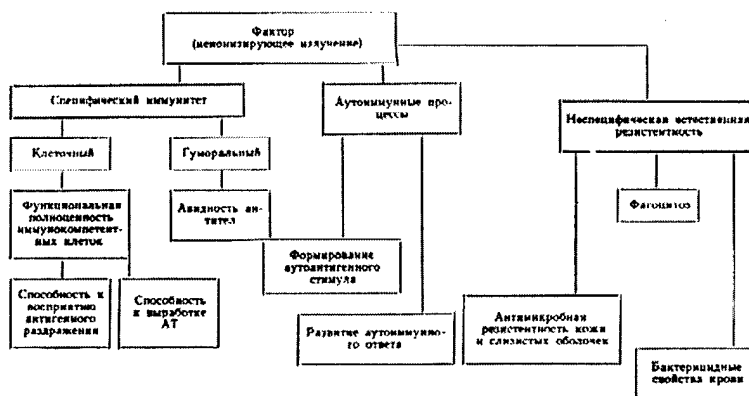 Фактор
(неионизирующее излучение)
Специфический иммунитет
Аутоиммунные про-
цессы
Неспецифическая естественная
резистентность
Клеточный
Гуморальный
Функциональная
полноценность
иммунокомпетент-
ных клеток
Авидность ан-
тител
Фагоцитоз
Формирование
аутоантигенного
стимула
Способность к
восприятию
антигенного
раздражения
Способность
к выработке
АТ
Развитие аутоиммунно-
го ответа
Антимикробная
резистентность кожи
и слизистых оболочек
Бактерицидные
свойства крови